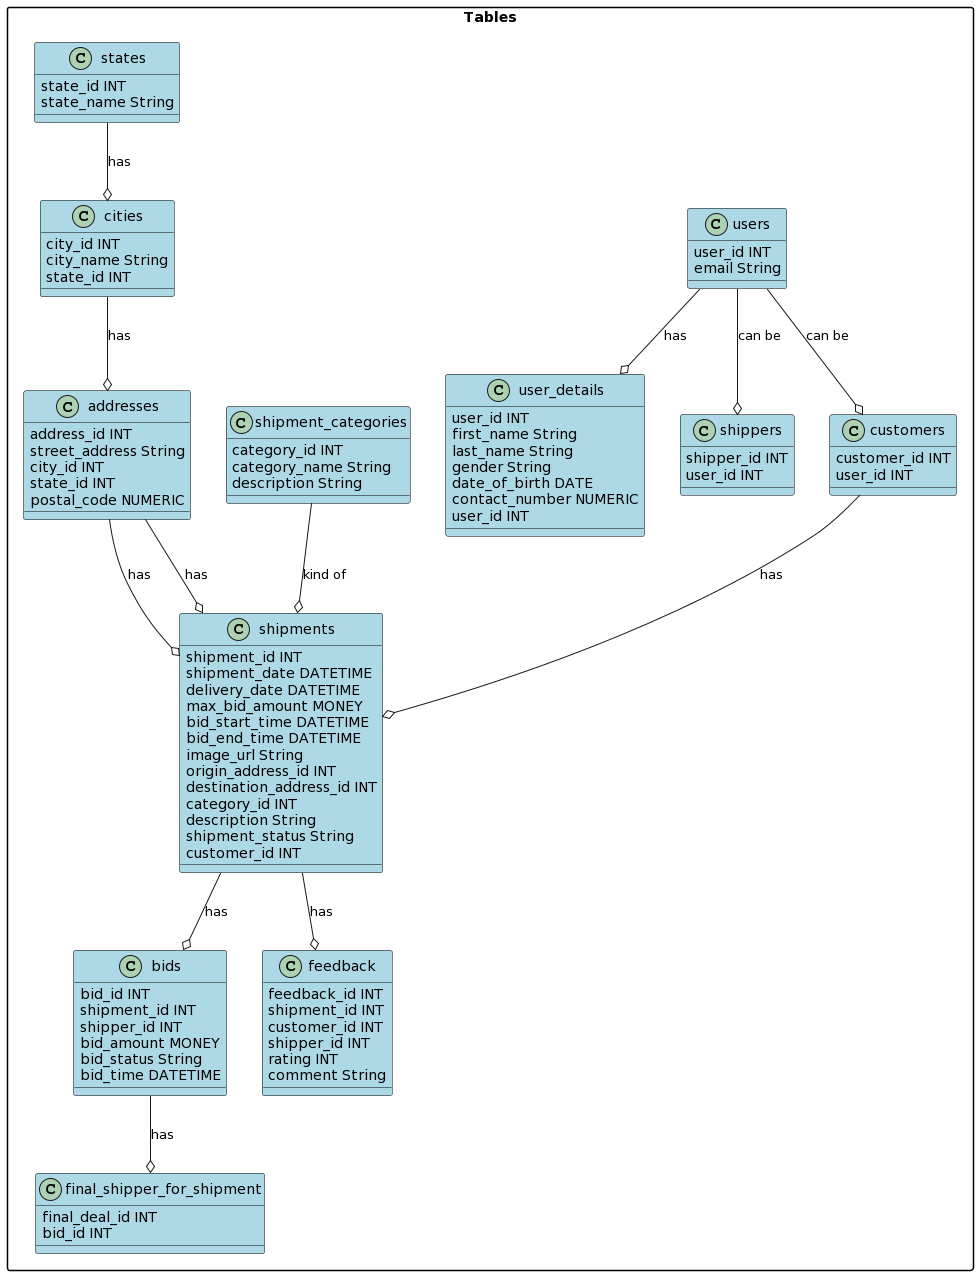 Tables
C states
state_id INT
state_name String
has
C cities
city_id INT
city_name String
state_id INT
has
C addresses
address_id INT
street_address String
city_id INT
state_id INT
postal_code NUMERIC
C shipment_categories
category_id INT
category_name String
description String
C users
user_id INT
email String
has
can be
can be
C user_details
user_id INT
first_name String
last_name String
gender String
date_of_birth DATE
contact_number NUMERIC
user_id INT
C shippers
shipper_id INT
user_id INT
C customers
customer_id INT
user_id INT
has
has
kind of
has
C shipments
shipment_id INT
shipment_date DATETIME
delivery_date DATETIME
max_bid_amount MONEY
bid_start_time DATETIME
bid_end_time DATETIME
image_url String
origin_address_id INT
destination_address_id INT
category_id INT
description String
shipment_status String
customer_id INT
has
has
C bids
bid_id INT
shipment_id INT
shipper_id INT
bid_amount MONEY
bid_status String
bid_time DATETIME
C feedback
feedback_id INT
shipment_id INT
customer_id INT
shipper_id INT
rating INT
comment String
has
C final_shipper_for_shipment
final_deal_id INT
bid_id INT